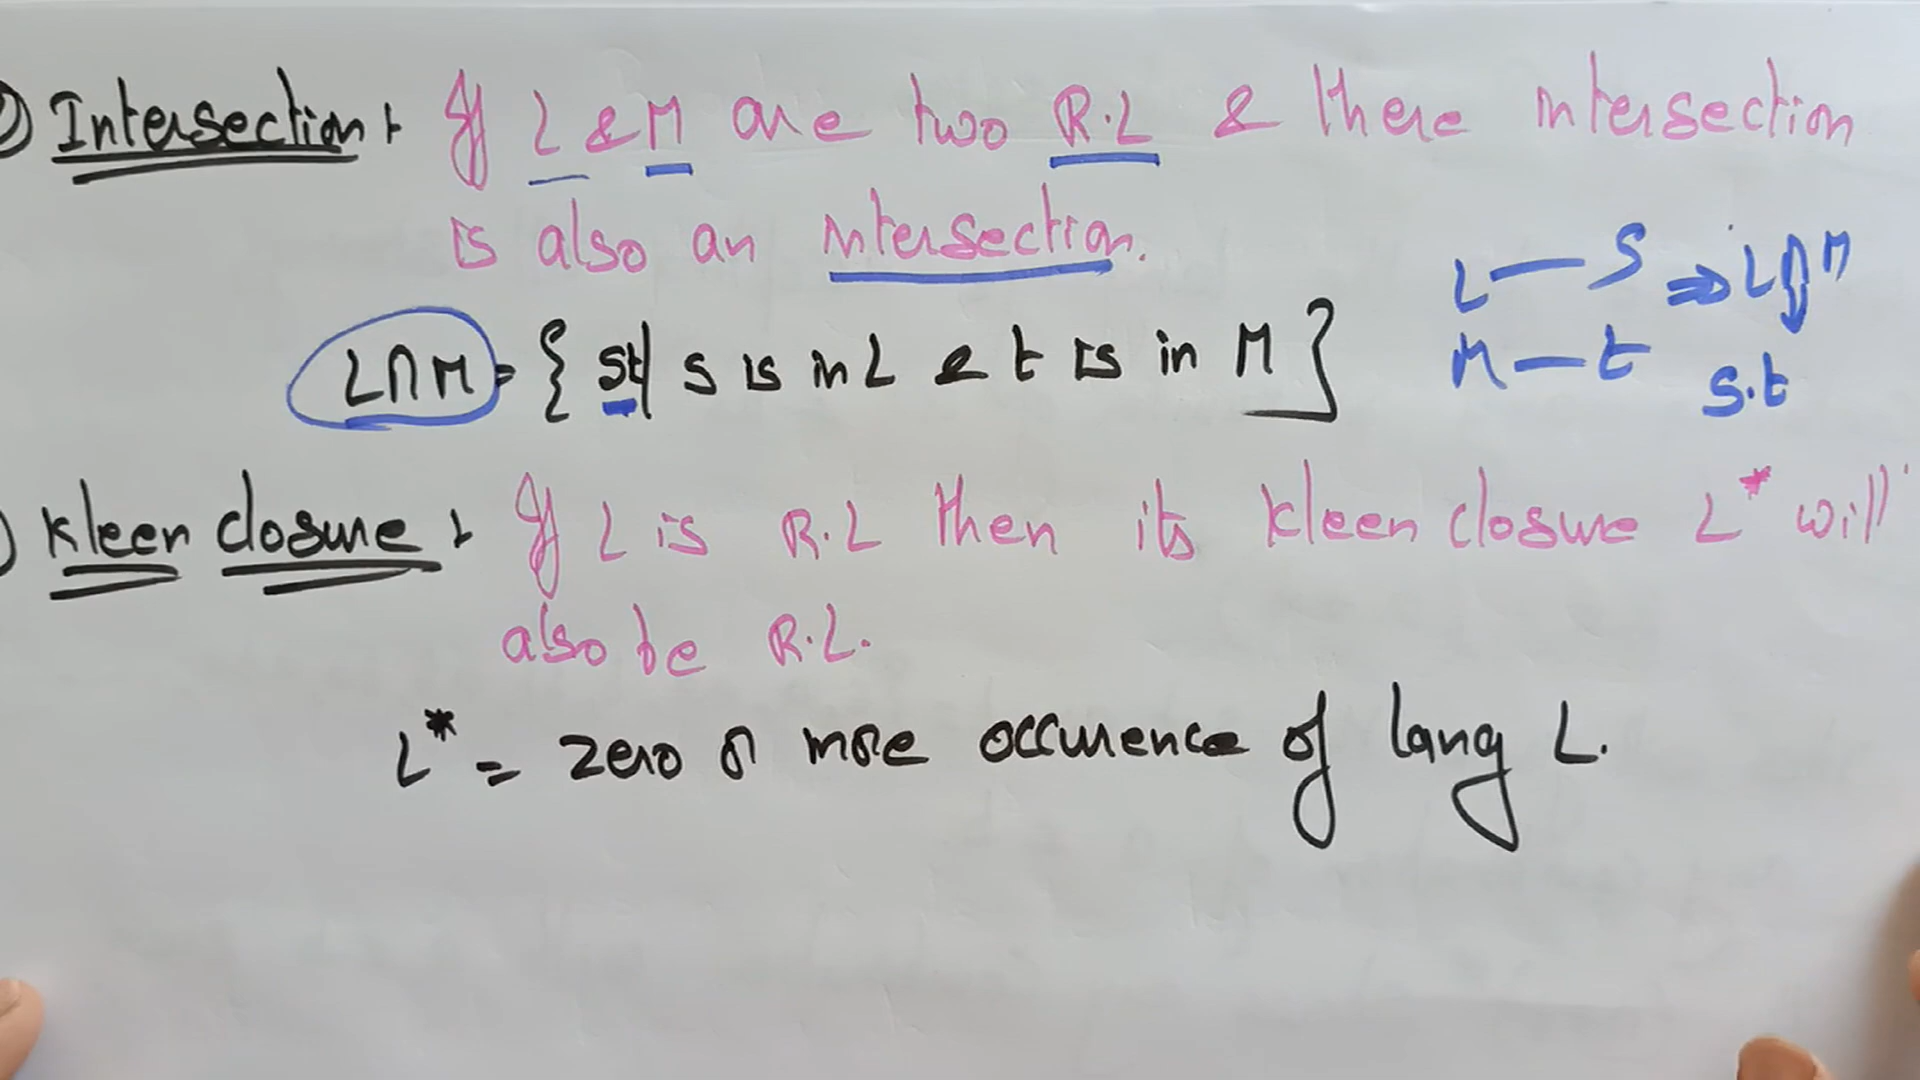 ) Intersection: If L & M are two R.L & there intersection
is also an intersection.
L — S ⇒ L∩M
L∩M = { st | s is in L & t is in M }
M — t s.t
) Kleen closure: If L is R.L then its kleen closure L* will
also be R.L.
L* = zero or more occurence of lang L.